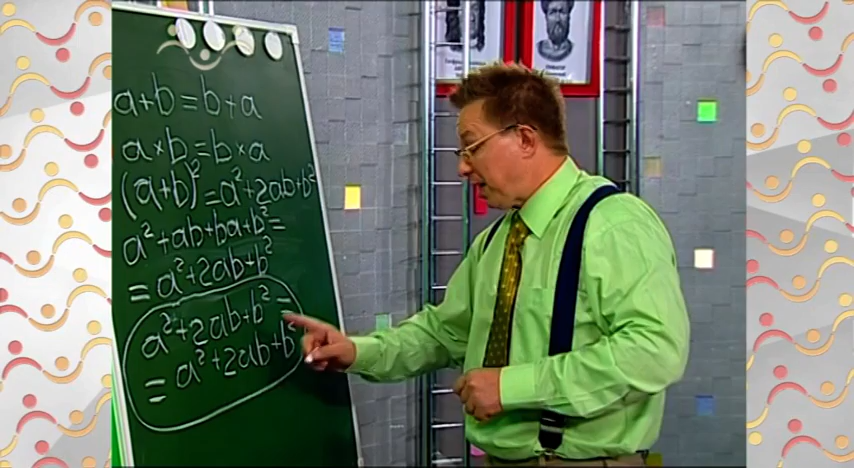 a+b=b+a
a×b=b×a
(a+b)²=a²+2ab+b²
a²+ab+ba+b²=
=a²+2ab+b²
a²+2ab+b²=
=a²+2ab+b²